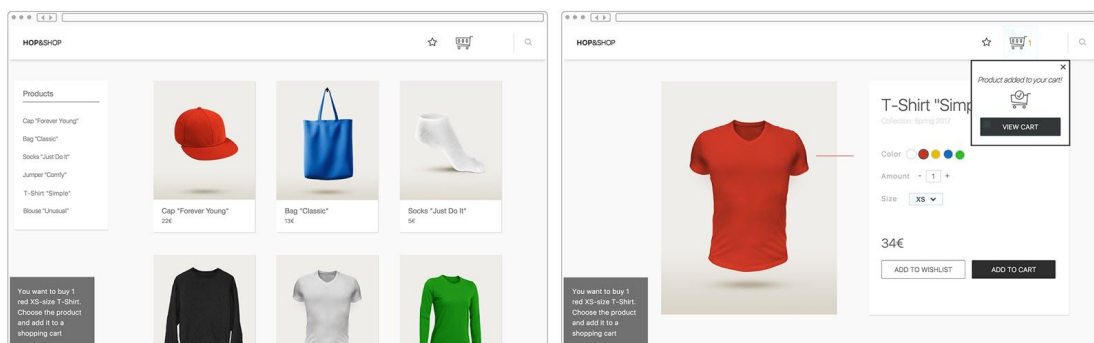 HOP&SHOP
Products
Cap "Forever Young"
Bag "Classic"
Socks "Just Do It"
Jumper "Comfy"
T-Shirt "Simple"
Blouse "Unusual"
Cap "Forever Young"
22€
Bag "Classic"
13€
Socks "Just Do It"
5€
You want to buy 1
red XS-size T-Shirt.
Choose the product
and add it to a
shopping cart
HOP&SHOP
1
×
Product added to your cart!
VIEW CART
T-Shirt "Simp
Collection: Spring 2017
Color
Amount - 1 +
Size XS
34€
ADD TO WISHLIST ADD TO CART
You want to buy 1
red XS-size T-Shirt.
Choose the product
and add it to a
shopping cart